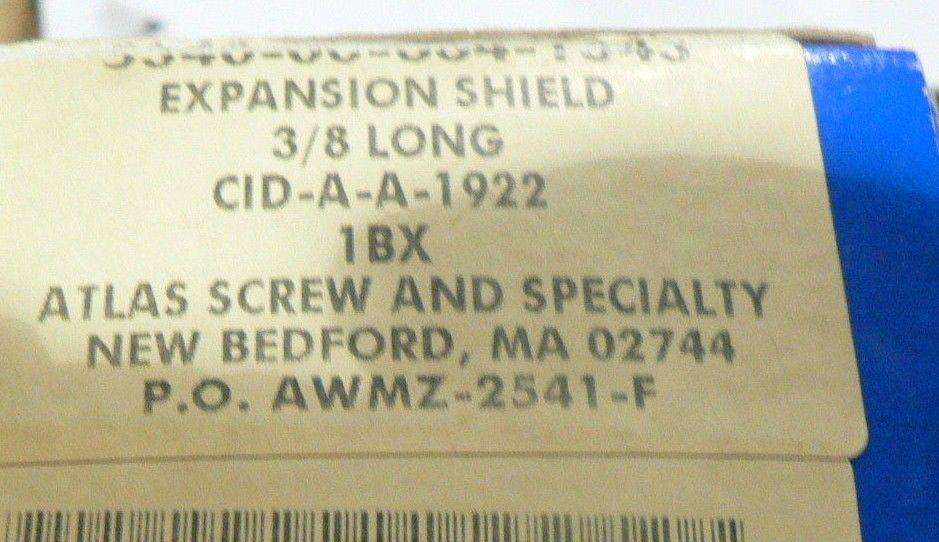 EXPANSION SHIELD
3/8 LONG
CID-A-A-1922
1BX
ATLAS SCREW AND SPECIALTY
NEW BEDFORD, MA 02744
P.O. AWMZ-2541-F